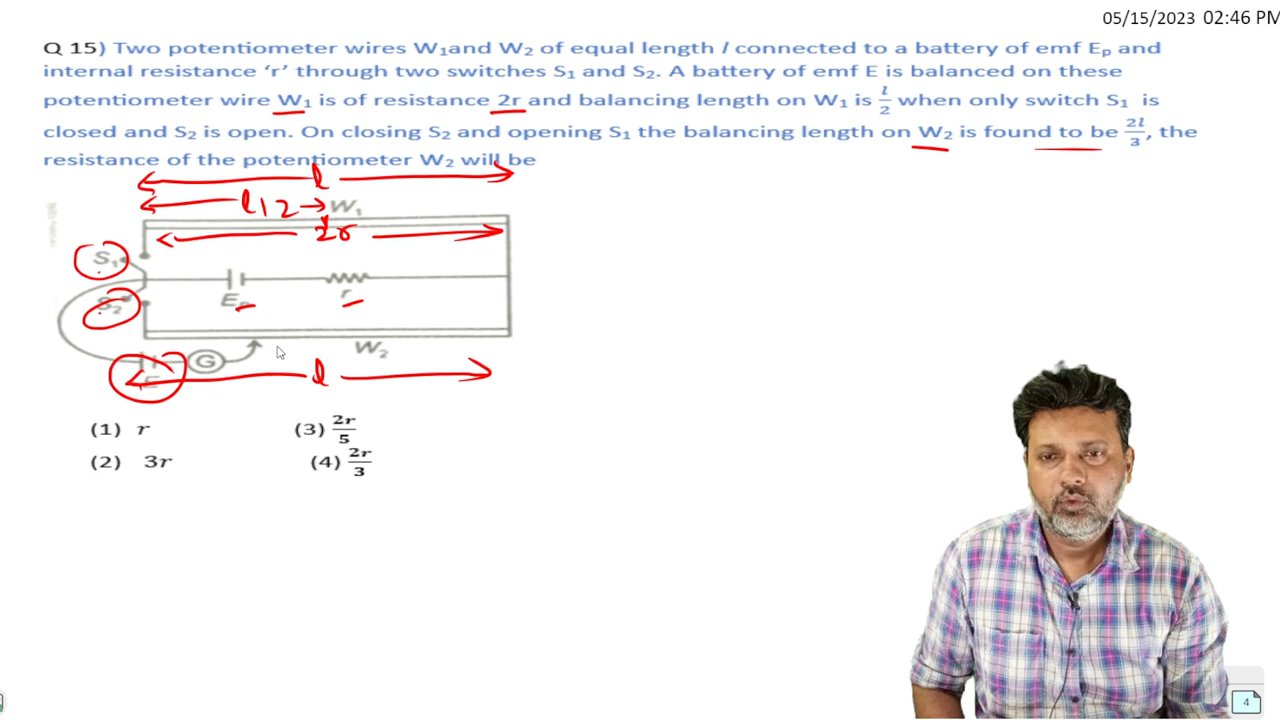 05/15/2023 02:46 PM
Q 15) Two potentiometer wires W₁and W₂ of equal length l connected to a battery of emf Eₚ and
internal resistance ‘r’ through two switches S₁ and S₂. A battery of emf E is balanced on these
potentiometer wire W₁ is of resistance 2r and balancing length on W₁ is l/2 when only switch S₁ is
closed and S₂ is open. On closing S₂ and opening S₁ the balancing length on W₂ is found to be 2l/3, the
resistance of the potentiometer W₂ will be
l
l/2 W₁
2r
S₁
S₂ Eₚ r
W₂
G
E l
(1) r (3) 2r/5
(2) 3r (4) 2r/3
4